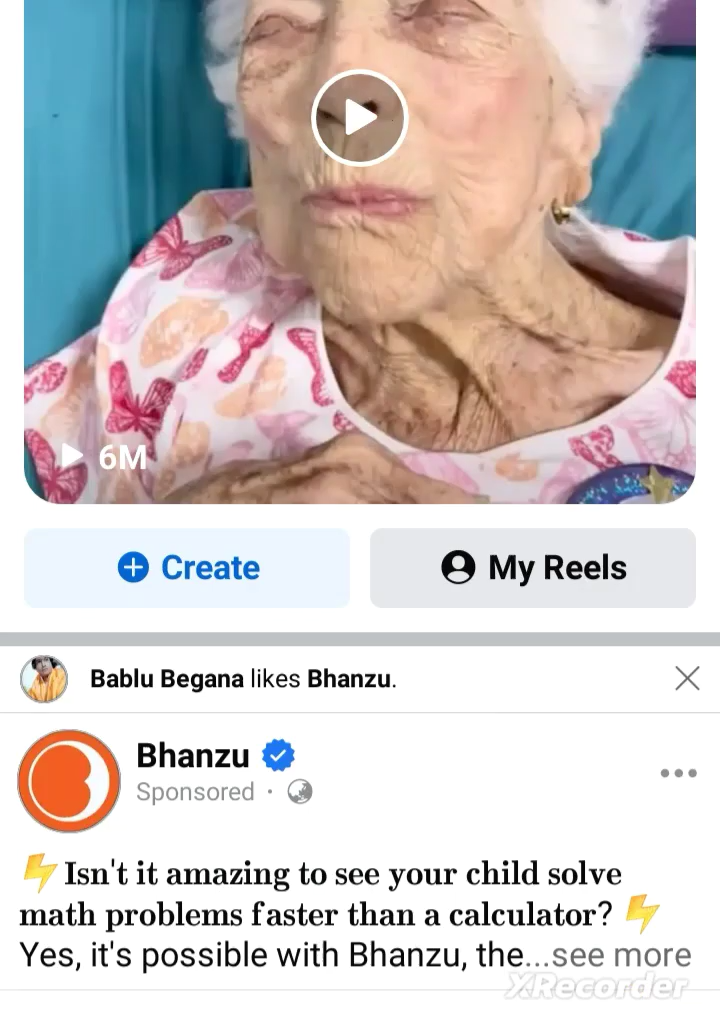 6M
Create
My Reels
Bablu Begana likes Bhanzu.
Bhanzu
Sponsored ·
⚡ Isn't it amazing to see your child solve
math problems faster than a calculator? ⚡
Yes, it's possible with Bhanzu, the...see more
XRecorder